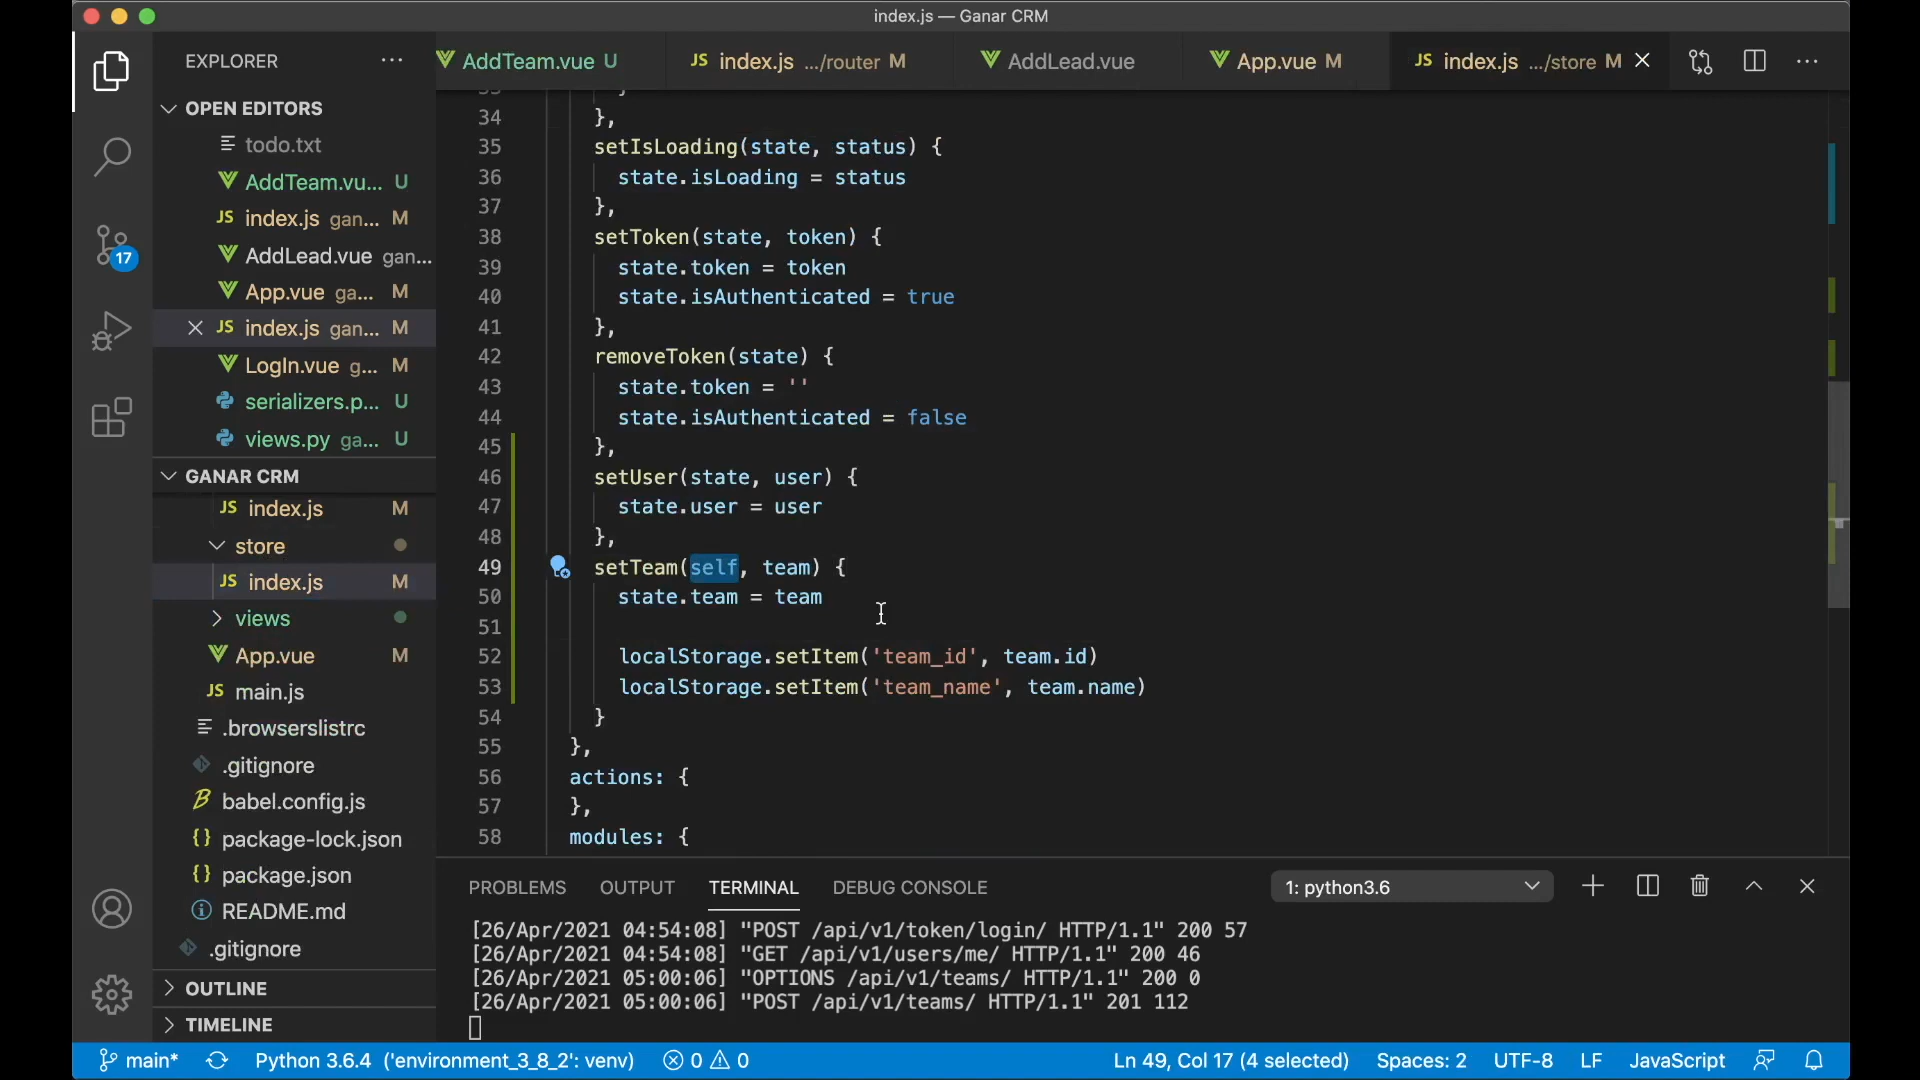 index.js — Ganar CRM
EXPLORER
AddTeam.vue U
JS index.js .../router M
AddLead.vue
App.vue M
JS index.js .../store M
OPEN EDITORS
todo.txt
AddTeam.vu... U
JS index.js gan... M
AddLead.vue gan...
App.vue ga... M
JS index.js gan... M
LogIn.vue g... M
serializers.p... U
views.py ga... U
GANAR CRM
JS index.js M
store
JS index.js M
views
App.vue M
JS main.js
.browserslistrc
.gitignore
babel.config.js
{} package-lock.json
{} package.json
README.md
.gitignore
OUTLINE
TIMELINE
34 },
35 setIsLoading(state, status) {
36 state.isLoading = status
37 },
38 setToken(state, token) {
39 state.token = token
40 state.isAuthenticated = true
41 },
42 removeToken(state) {
43 state.token = ''
44 state.isAuthenticated = false
45 },
46 setUser(state, user) {
47 state.user = user
48 },
49 setTeam(self, team) {
50 state.team = team
51
52 localStorage.setItem('team_id', team.id)
53 localStorage.setItem('team_name', team.name)
54 }
55 },
56 actions: {
57 },
58 modules: {
PROBLEMS OUTPUT TERMINAL DEBUG CONSOLE
1: python3.6
[26/Apr/2021 04:54:08] "POST /api/v1/token/login/ HTTP/1.1" 200 57
[26/Apr/2021 04:54:08] "GET /api/v1/users/me/ HTTP/1.1" 200 46
[26/Apr/2021 05:00:06] "OPTIONS /api/v1/teams/ HTTP/1.1" 200 0
[26/Apr/2021 05:00:06] "POST /api/v1/teams/ HTTP/1.1" 201 112
17
main*
Python 3.6.4 ('environment_3_8_2': venv)
0 0
Ln 49, Col 17 (4 selected)
Spaces: 2
UTF-8
LF
JavaScript